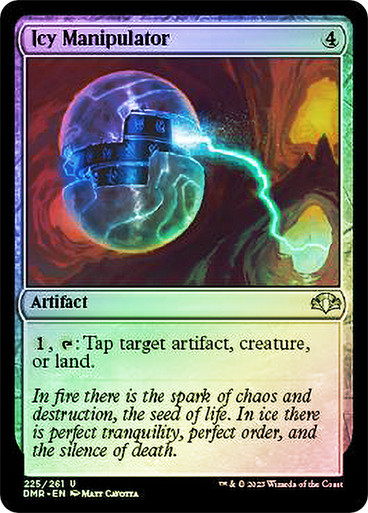 Icy Manipulator 4
Artifact
1, : Tap target artifact, creature,
or land.
In fire there is the spark of chaos and
destruction, the seed of life. In ice there
is perfect tranquility, perfect order, and
the silence of death.
225/261 U
DMR • EN Matt Cavotta
™ & © 2023 Wizards of the Coast